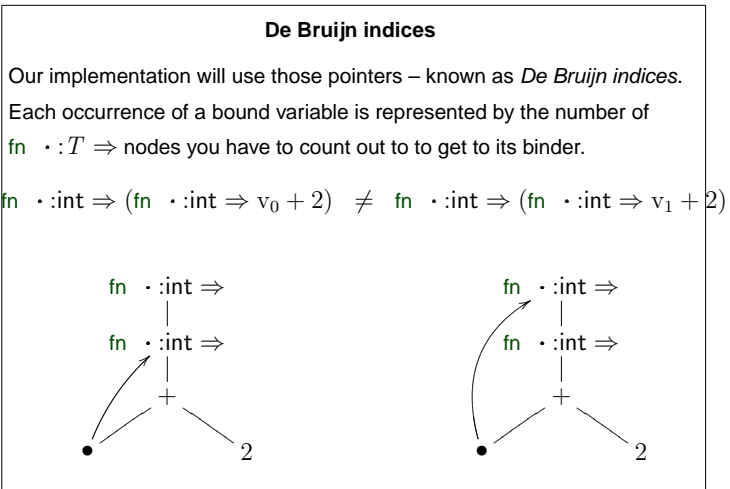 De Bruijn indices
Our implementation will use those pointers – known as De Bruijn indices.
Each occurrence of a bound variable is represented by the number of
fn · : T ⇒ nodes you have to count out to to get to its binder.
fn · :int ⇒ (fn · :int ⇒ v₀ + 2) ≠ fn · :int ⇒ (fn · :int ⇒ v₁ + 2)
fn · :int ⇒ fn · :int ⇒
fn · :int ⇒ fn · :int ⇒
+ +
• 2 • 2